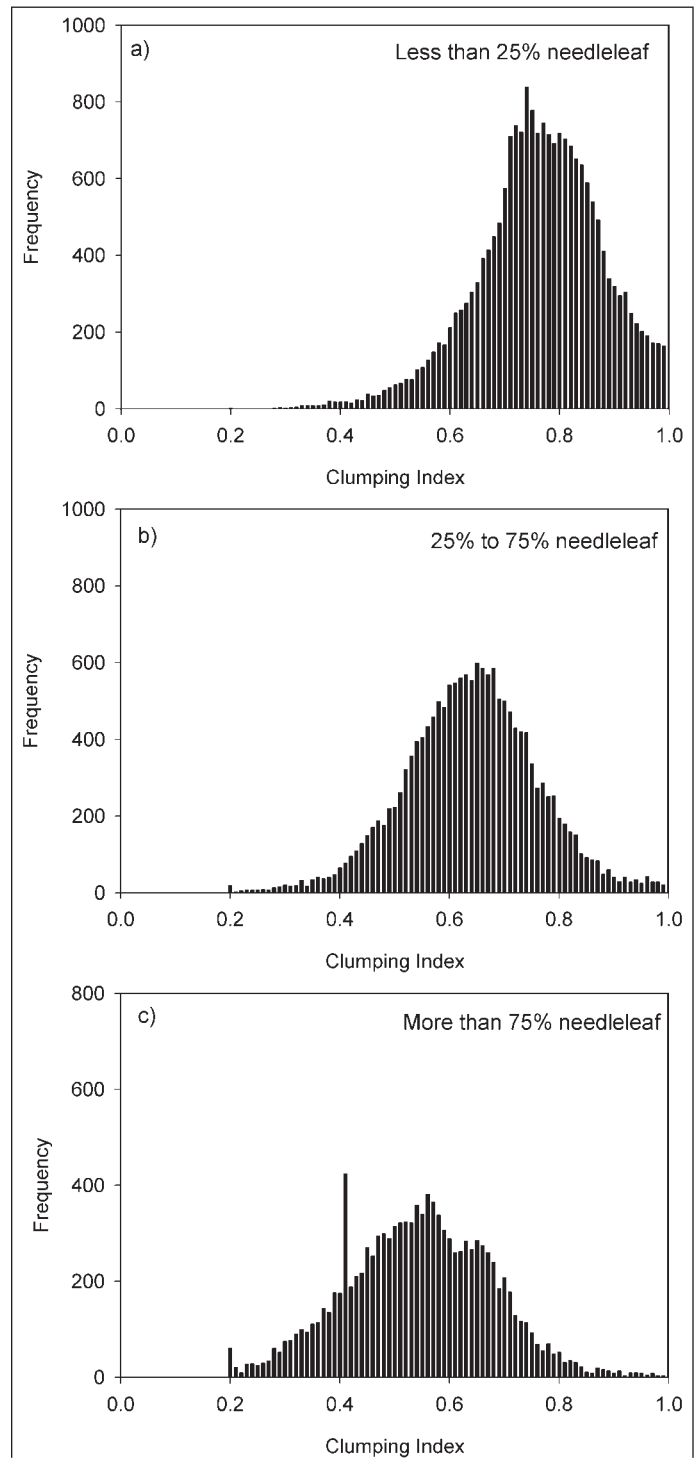 a)
Less than 25% needleleaf
1000
800
600
400
200
0
Frequency
0.0 0.2 0.4 0.6 0.8 1.0
Clumping Index
b)
25% to 75% needleleaf
1000
800
600
400
200
0
Frequency
0.0 0.2 0.4 0.6 0.8 1.0
Clumping Index
c)
More than 75% needleleaf
800
600
400
200
0
Frequency
0.0 0.2 0.4 0.6 0.8 1.0
Clumping Index